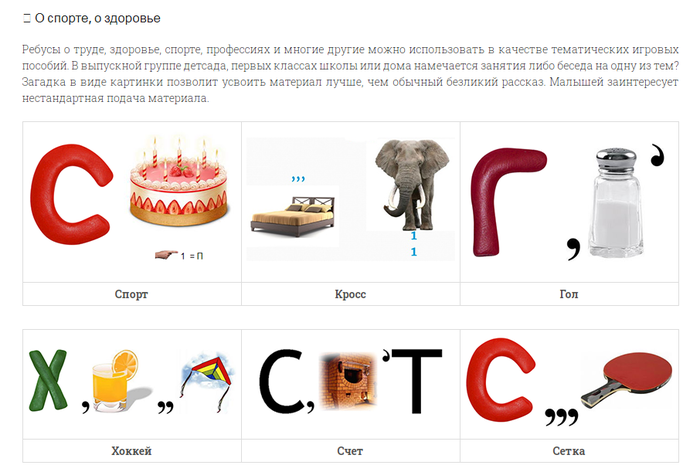 О спорте, о здоровье
Ребусы о труде, здоровье, спорте, профессиях и многие другие можно использовать в качестве тематических игровых
пособий. В выпускной группе детсада, первых классах школы или дома намечается занятия либо беседа на одну из тем?
Загадка в виде картинки позволит усвоить материал лучше, чем обычный безликий рассказ. Малышей заинтересует
нестандартная подача материала.
С
1 = П
,,,
1
1
Г , ’
Спорт Кросс Гол
Х , ,,
С , ’ Т
С ,,,
Хоккей Счет Сетка